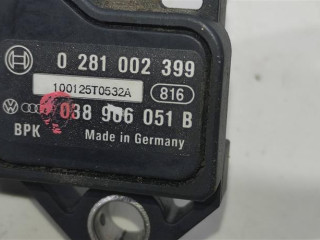 0 281 002 399
100125T0532A 816
038 906 051 B
BPK Made in Germany